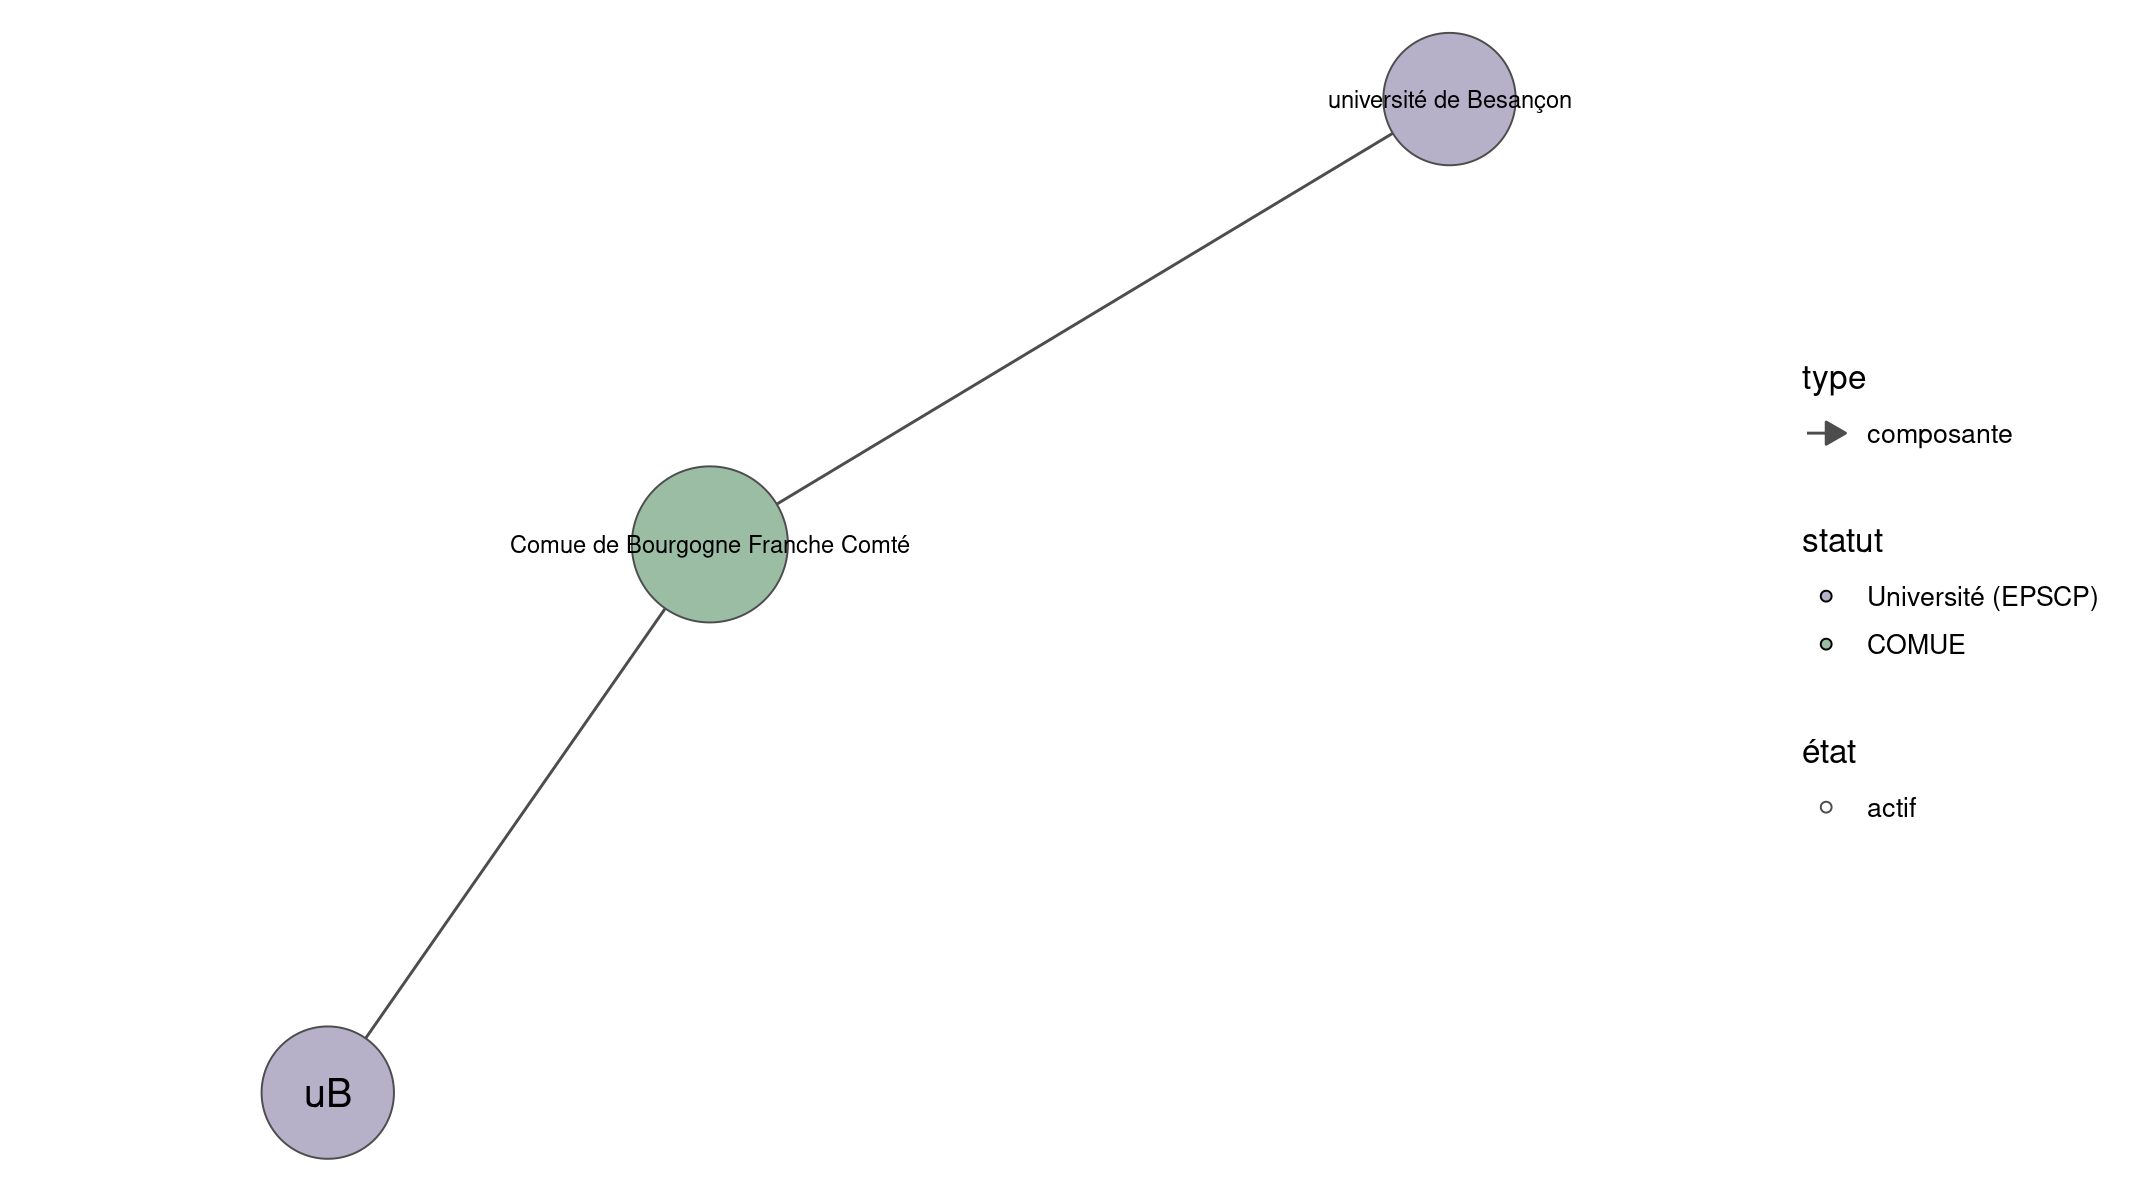 université de Besançon
Comue de Bourgogne Franche Comté
uB
type
composante
statut
Université (EPSCP)
COMUE
état
actif